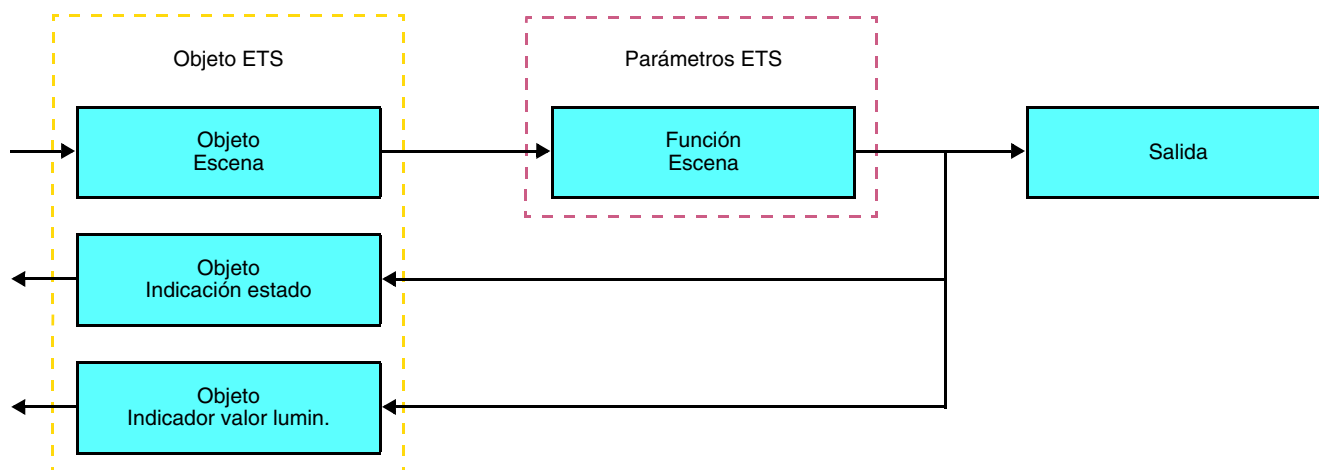 Objeto ETS
Parámetros ETS
Objeto
Escena
Función
Escena
Salida
Objeto
Indicación estado
Objeto
Indicador valor lumin.